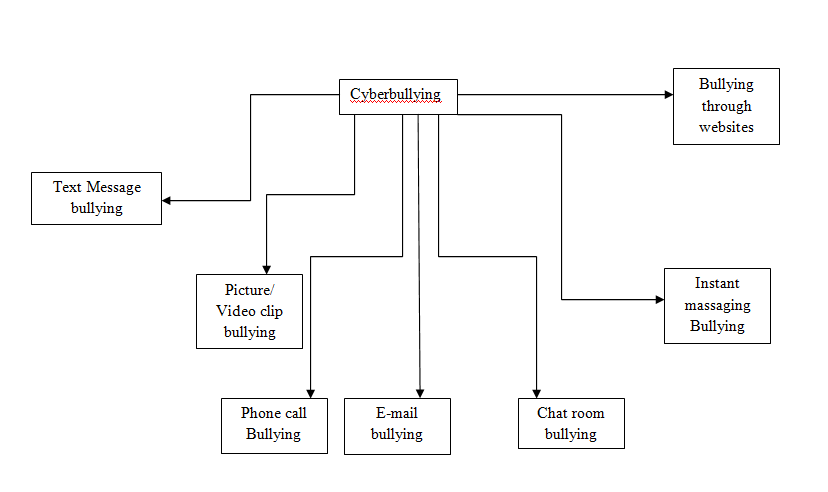 Cyberbullying
Bullying
through
websites
Text Message
bullying
Picture/
Video clip
bullying
Instant
massaging
Bullying
Phone call
Bullying
E-mail
bullying
Chat room
bullying